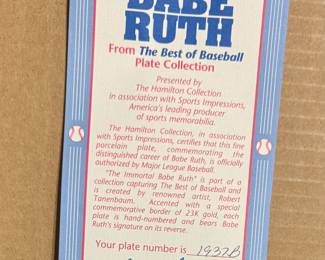 BABE
RUTH
From The Best of Baseball
Plate Collection
Presented by
The Hamilton Collection
in association with Sports Impressions,
America's leading producer
of sports memorabilia.
The Hamilton Collection, in association
with Sports Impressions, certifies that this fine
porcelain plate, commemorating the
distinguished career of Babe Ruth, is officially
authorized by Major League Baseball.
"The Immortal Babe Ruth" is part of a
collection capturing The Best of Baseball and
is created by renowned artist, Robert
Tanenbaum. Accented with a special
commemorative border of 23K gold, each
plate is hand-numbered and bears Babe
Ruth's signature on its reverse.
Your plate number is 1932B